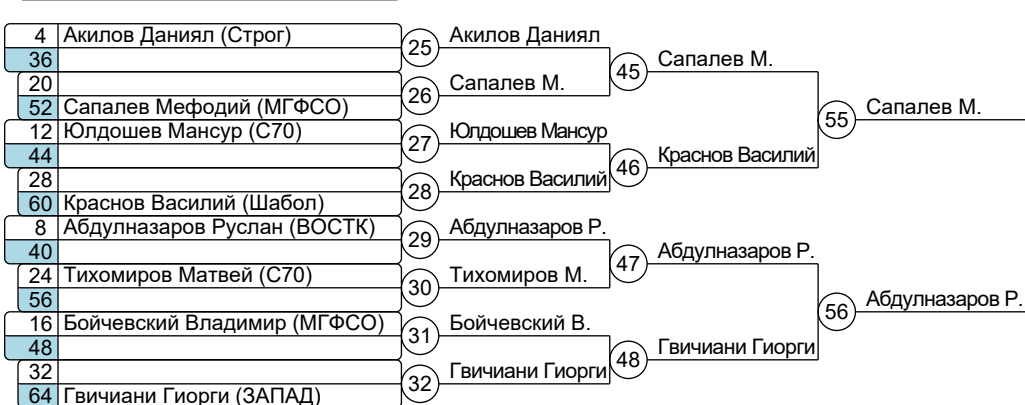 4 Акилов Даниял (Строг)
36
20
52 Сапалев Мефодий (МГФСО)
12 Юлдошев Мансур (С70)
44
28
60 Краснов Василий (Шабол)
8 Абдулназаров Руслан (ВОСТК)
40
24 Тихомиров Матвей (С70)
56
16 Бойчевский Владимир (МГФСО)
48
32
64 Гвичиани Гиорги (ЗАПАД)
25 Акилов Даниял
26 Сапалев М.
27 Юлдошев Мансур
28 Краснов Василий
29 Абдулназаров Р.
30 Тихомиров М.
31 Бойчевский В.
32 Гвичиани Гиорги
45 Сапалев М.
46 Краснов Василий
47 Абдулназаров Р.
48 Гвичиани Гиорги
55 Сапалев М.
56 Абдулназаров Р.